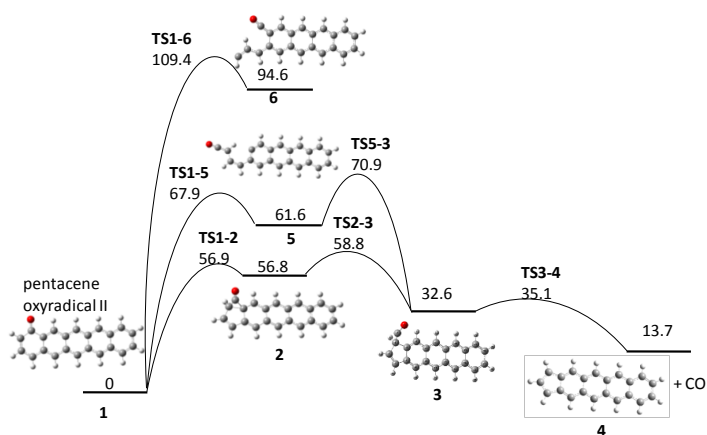 TS1-6
109.4
94.6
6
TS5-3
70.9
TS1-5
67.9
61.6
5
TS2-3
58.8
TS1-2
56.9
56.8
2
pentacene
oxyradical II
0
1
32.6
3
TS3-4
35.1
13.7
+ CO
4